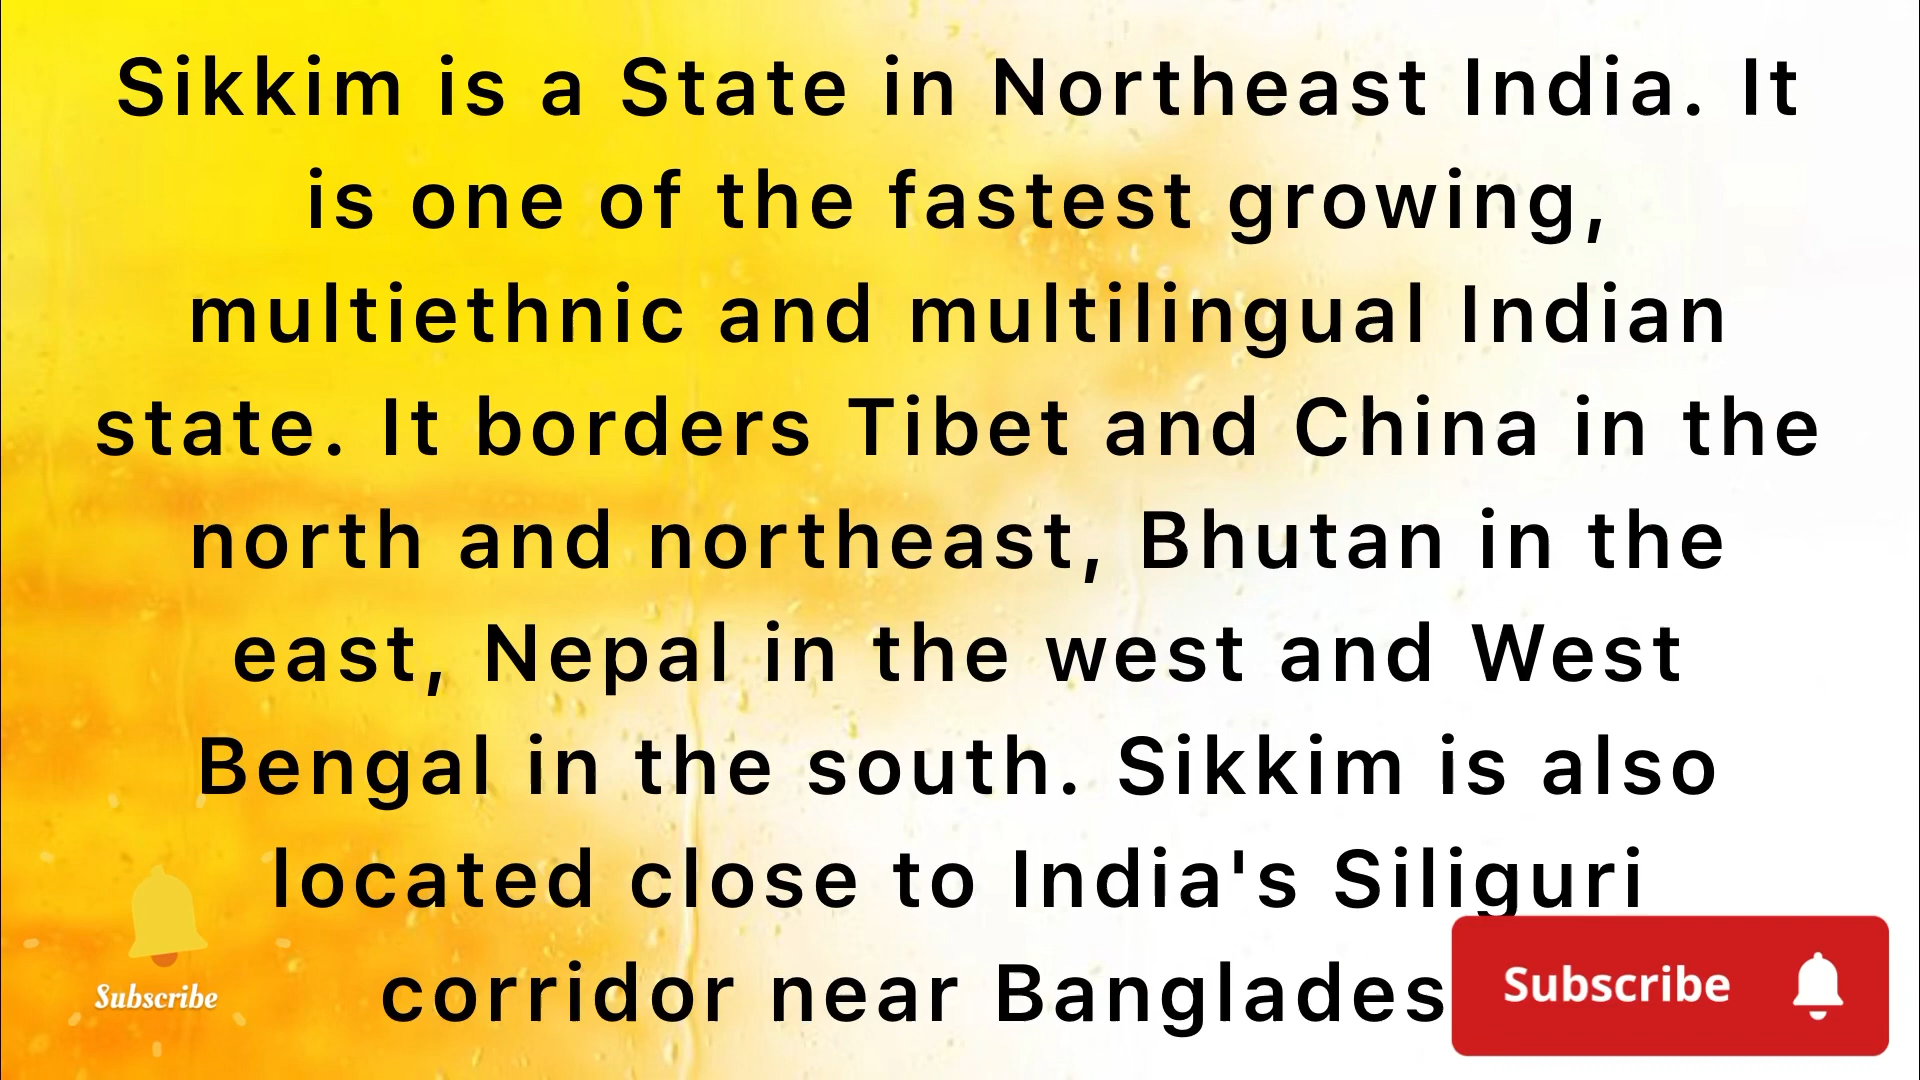 Sikkim is a State in Northeast India. It
is one of the fastest growing,
multiethnic and multilingual Indian
state. It borders Tibet and China in the
north and northeast, Bhutan in the
east, Nepal in the west and West
Bengal in the south. Sikkim is also
located close to India's Siliguri
corridor near
Subscribe
Subscribe